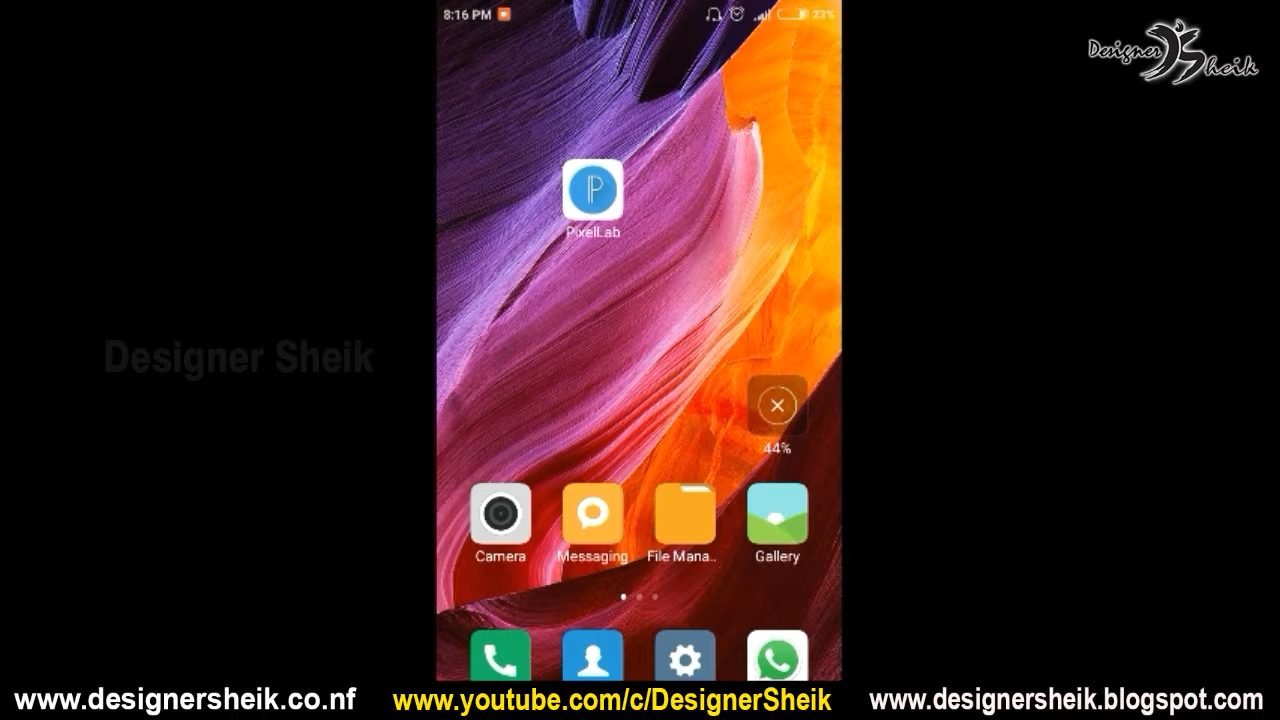 8:16 PM
23%
Designer Sheik
PixelLab
Designer Sheik
44%
Camera
Messaging
File Mana..
Gallery
www.designersheik.co.nf
www.youtube.com/c/DesignerSheik
www.designersheik.blogspot.com